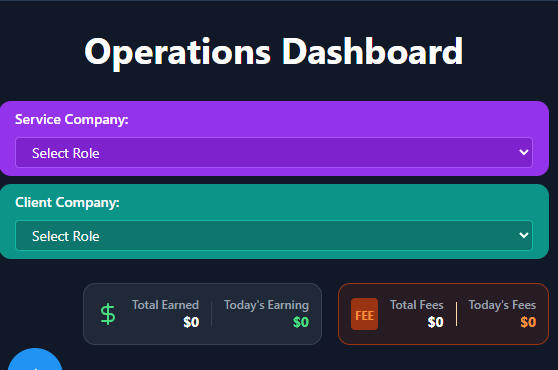 Operations Dashboard
Service Company:
Select Role
Client Company:
Select Role
Total Earned Today's Earning
$0 $0
FEE Total Fees Today's Fees
$0 $0